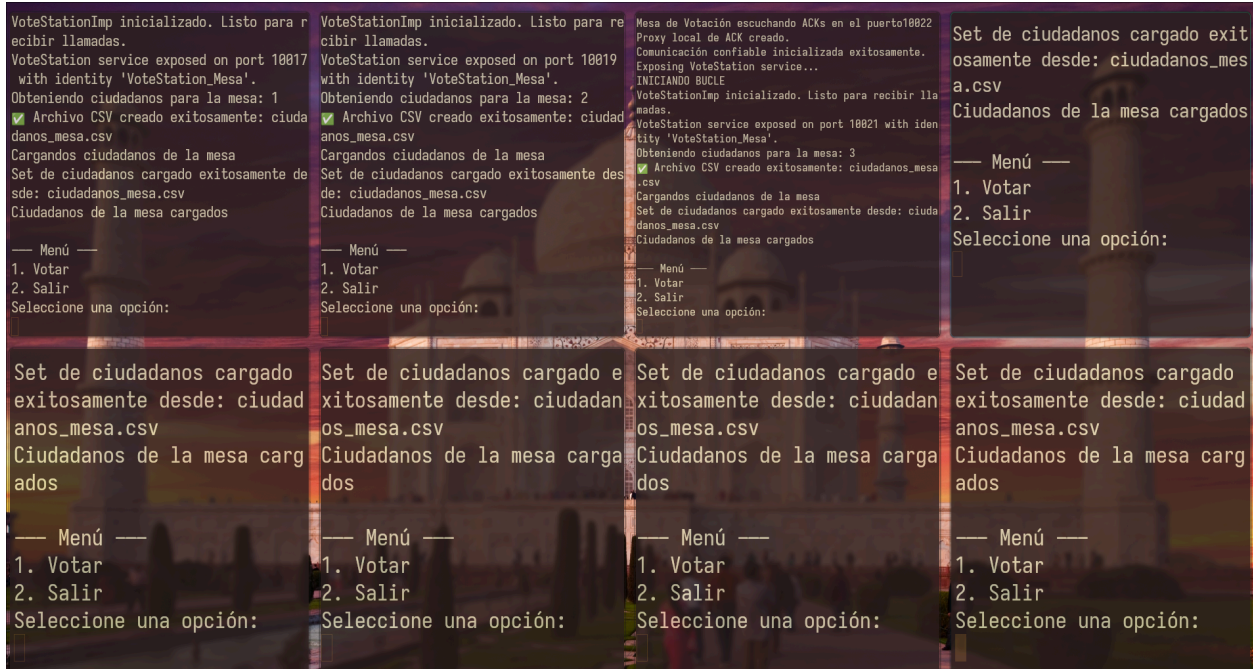 VoteStationImp inicializado. Listo para r
ecibir llamadas.
VoteStation service exposed on port 10017
 with identity 'VoteStation_Mesa'.
Obteniendo ciudadanos para la mesa: 1
✅ Archivo CSV creado exitosamente: ciuda
danos_mesa.csv
Cargandos ciudadanos de la mesa
Set de ciudadanos cargado exitosamente de
sde: ciudadanos_mesa.csv
Ciudadanos de la mesa cargados
--- Menú ---
1. Votar
2. Salir
Seleccione una opción:
VoteStationImp inicializado. Listo para re
cibir llamadas.
VoteStation service exposed on port 10019
with identity 'VoteStation_Mesa'.
Obteniendo ciudadanos para la mesa: 2
✅ Archivo CSV creado exitosamente: ciudad
anos_mesa.csv
Cargandos ciudadanos de la mesa
Set de ciudadanos cargado exitosamente des
de: ciudadanos_mesa.csv
Ciudadanos de la mesa cargados
--- Menú ---
1. Votar
2. Salir
Seleccione una opción:
Mesa de Votación escuchando ACKs en el puerto10022
Proxy local de ACK creado.
Comunicación confiable inicializada exitosamente.
Exposing VoteStation service...
INICIANDO BUCLE
VoteStationImp inicializado. Listo para recibir lla
madas.
VoteStation service exposed on port 10021 with iden
tity 'VoteStation_Mesa'.
Obteniendo ciudadanos para la mesa: 3
✅ Archivo CSV creado exitosamente: ciudadanos_mesa
.csv
Cargandos ciudadanos de la mesa
Set de ciudadanos cargado exitosamente desde: ciuda
danos_mesa.csv
Ciudadanos de la mesa cargados
--- Menú ---
1. Votar
2. Salir
Seleccione una opción:
Set de ciudadanos cargado exit
osamente desde: ciudadanos_mes
a.csv
Ciudadanos de la mesa cargados
--- Menú ---
1. Votar
2. Salir
Seleccione una opción:
Set de ciudadanos cargado
exitosamente desde: ciudad
anos_mesa.csv
Ciudadanos de la mesa carg
ados
--- Menú ---
1. Votar
2. Salir
Seleccione una opción:
Set de ciudadanos cargado e
xitosamente desde: ciudadan
os_mesa.csv
Ciudadanos de la mesa carga
dos
--- Menú ---
1. Votar
2. Salir
Seleccione una opción:
Set de ciudadanos cargado e
xitosamente desde: ciudadan
os_mesa.csv
Ciudadanos de la mesa carga
dos
--- Menú ---
1. Votar
2. Salir
Seleccione una opción:
Set de ciudadanos cargado
exitosamente desde: ciudad
anos_mesa.csv
Ciudadanos de la mesa carg
ados
--- Menú ---
1. Votar
2. Salir
Seleccione una opción: